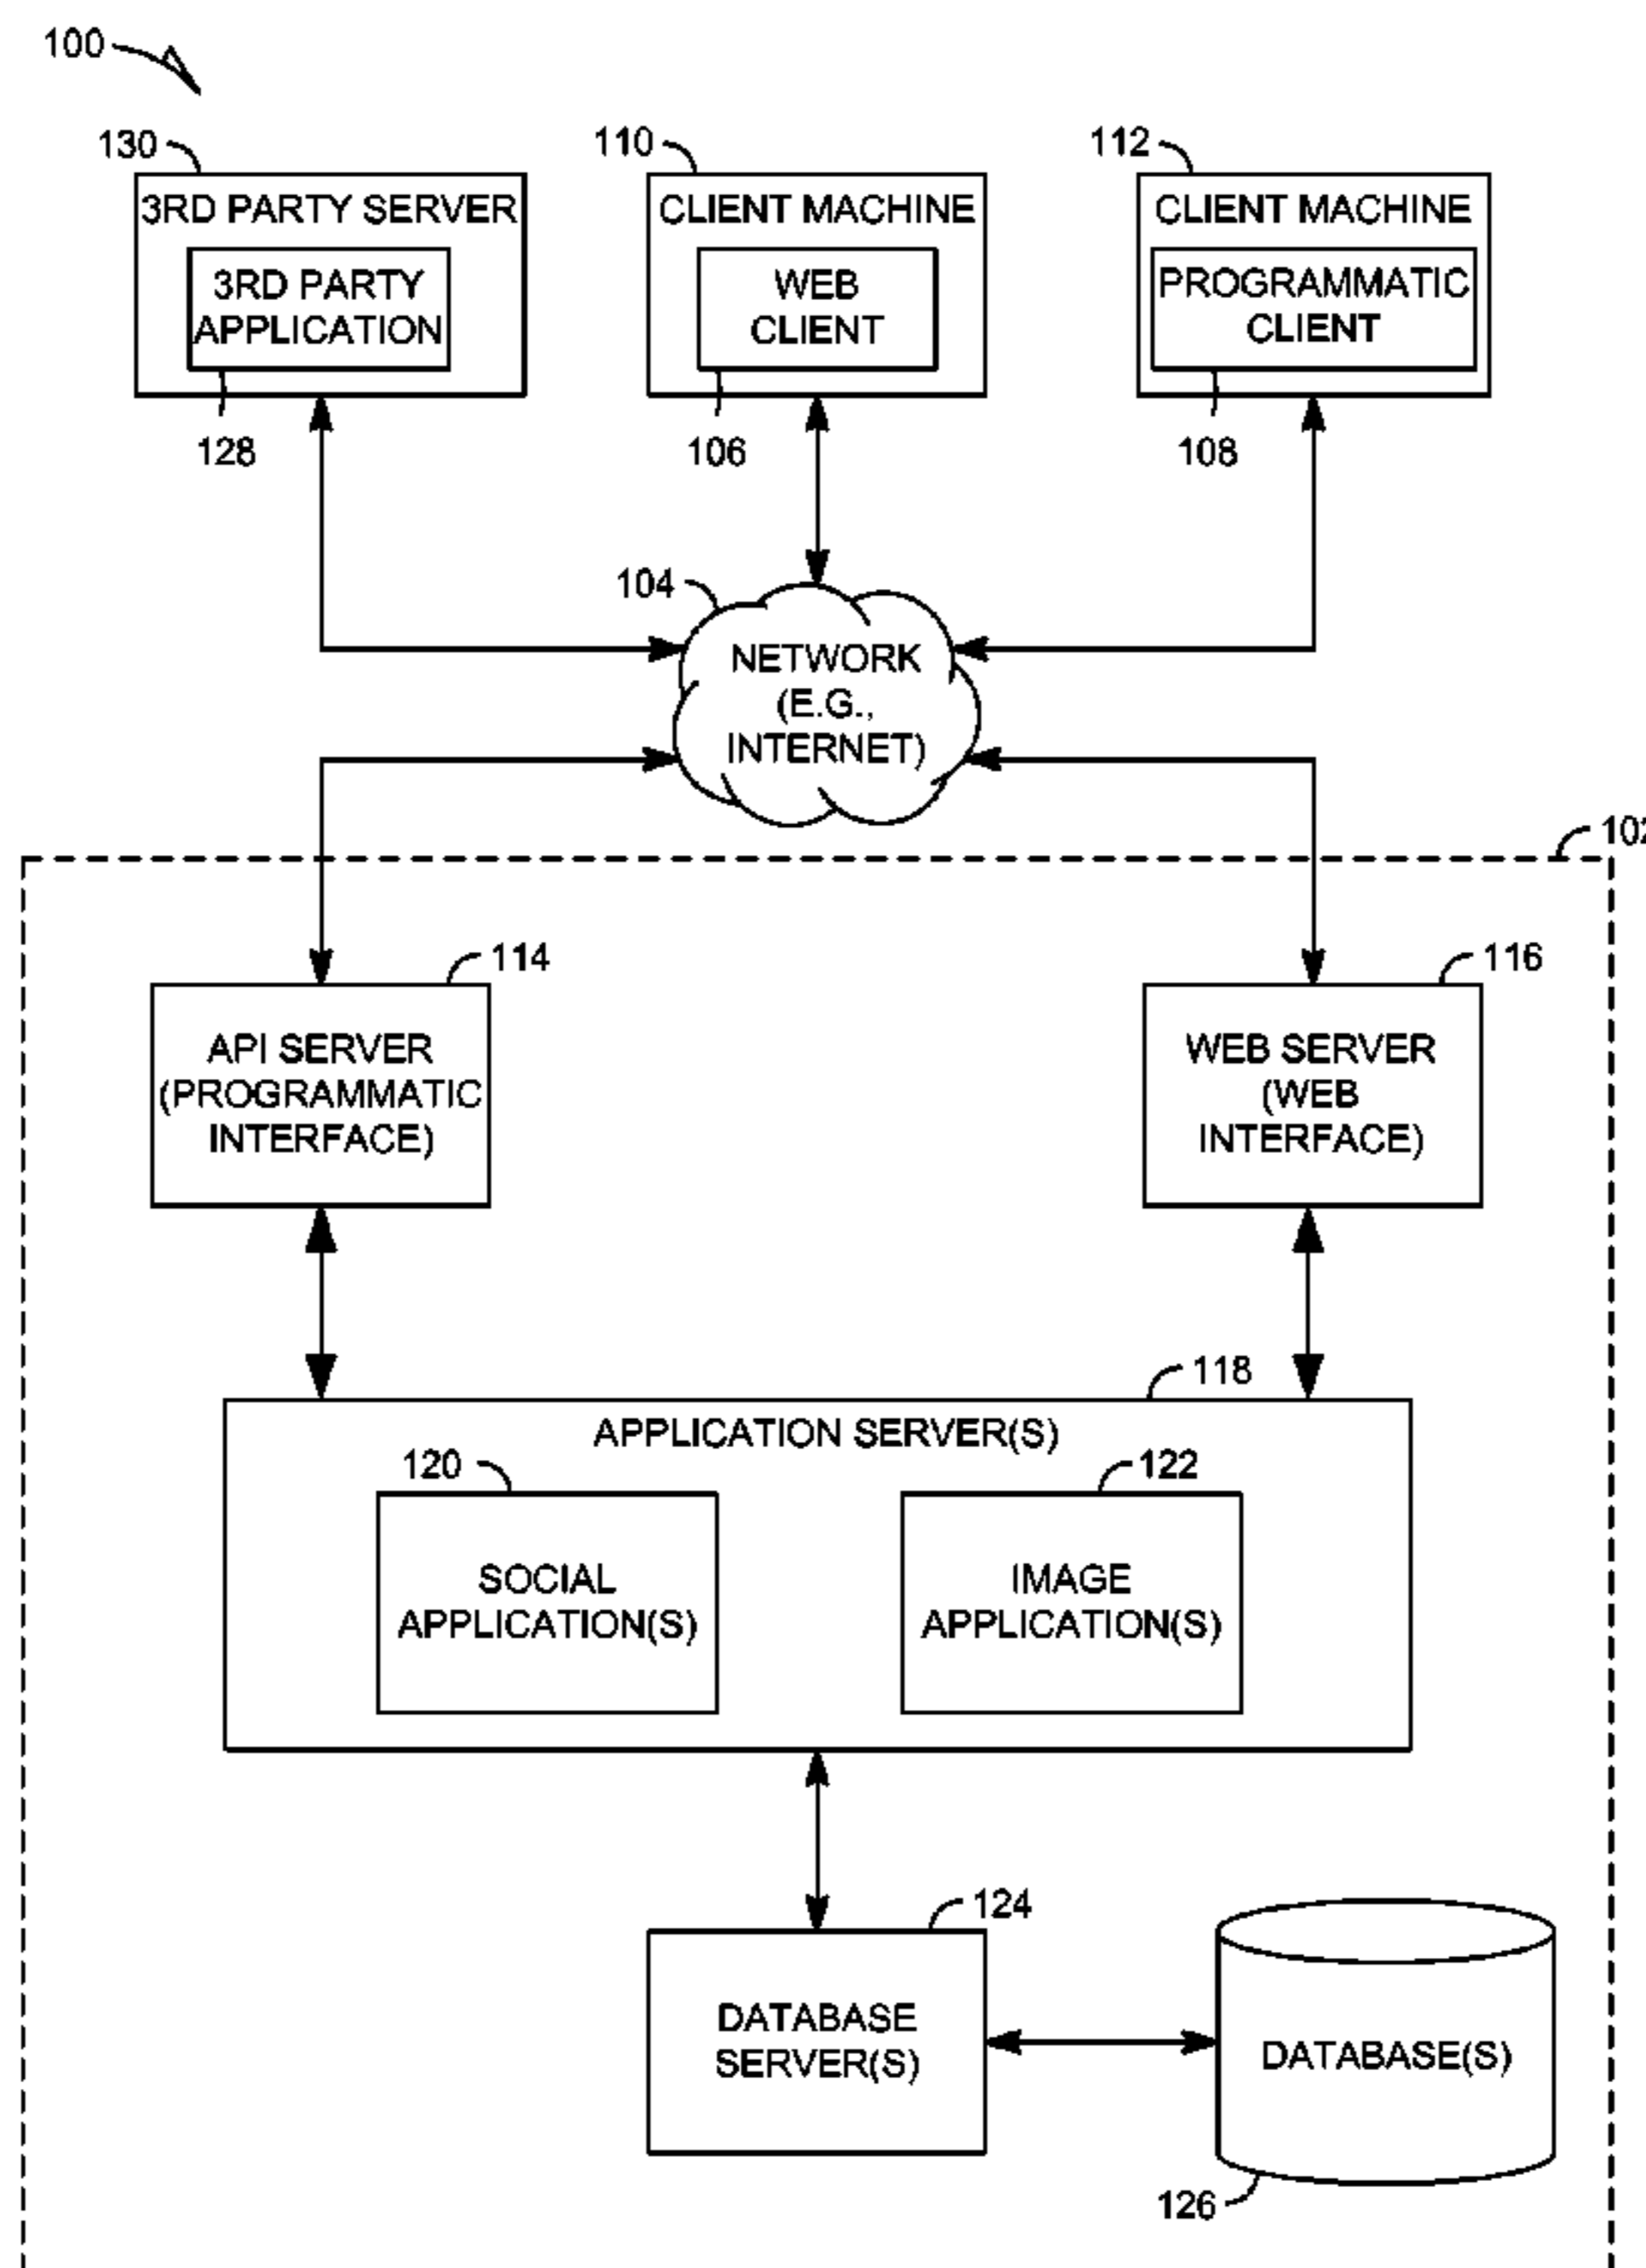 100
130
110
112
3RD PARTY SERVER
CLIENT MACHINE
CLIENT MACHINE
3RD PARTY
APPLICATION
WEB
CLIENT
PROGRAMMATIC
CLIENT
128
106
108
104
NETWORK
(E.G.,
INTERNET)
102
114
116
API SERVER
(PROGRAMMATIC
INTERFACE)
WEB SERVER
(WEB
INTERFACE)
118
APPLICATION SERVER(S)
120
122
SOCIAL
APPLICATION(S)
IMAGE
APPLICATION(S)
124
DATABASE
SERVER(S)
DATABASE(S)
126